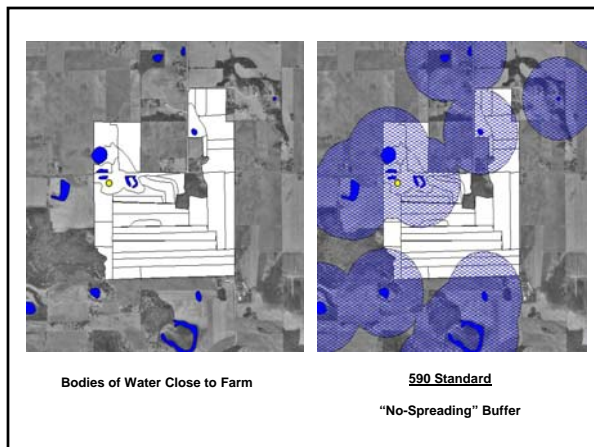 Bodies of Water Close to Farm
590 Standard
“No-Spreading” Buffer